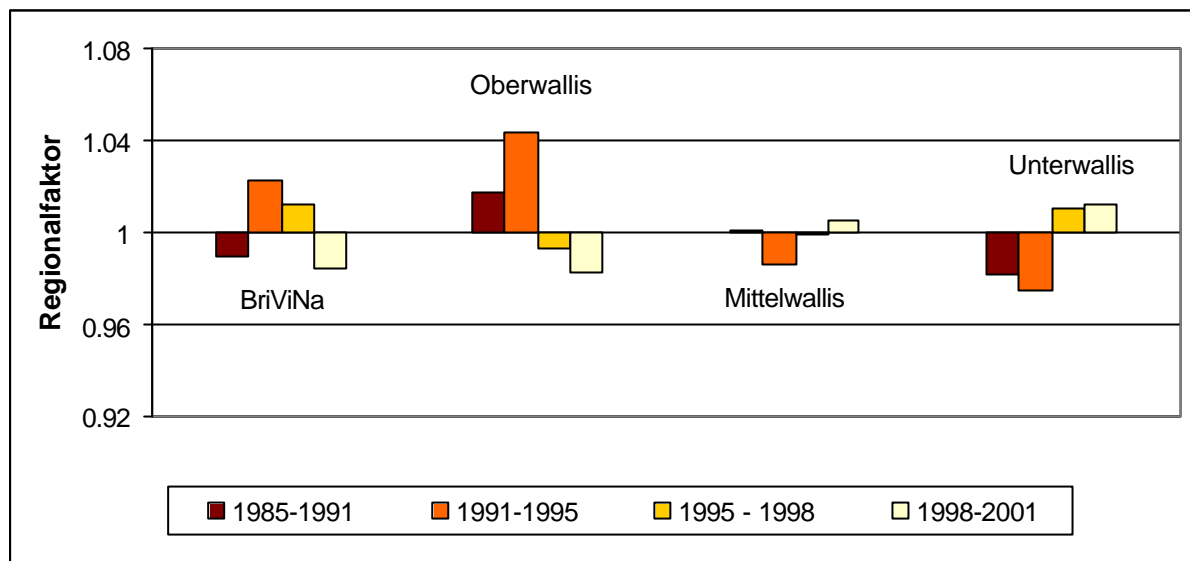 1.08
Oberwallis
1.04
Unterwallis
1
BriViNa
Mittelwallis
0.96
0.92
Regionalfaktor
1985-1991 1991-1995 1995 - 1998 1998-2001